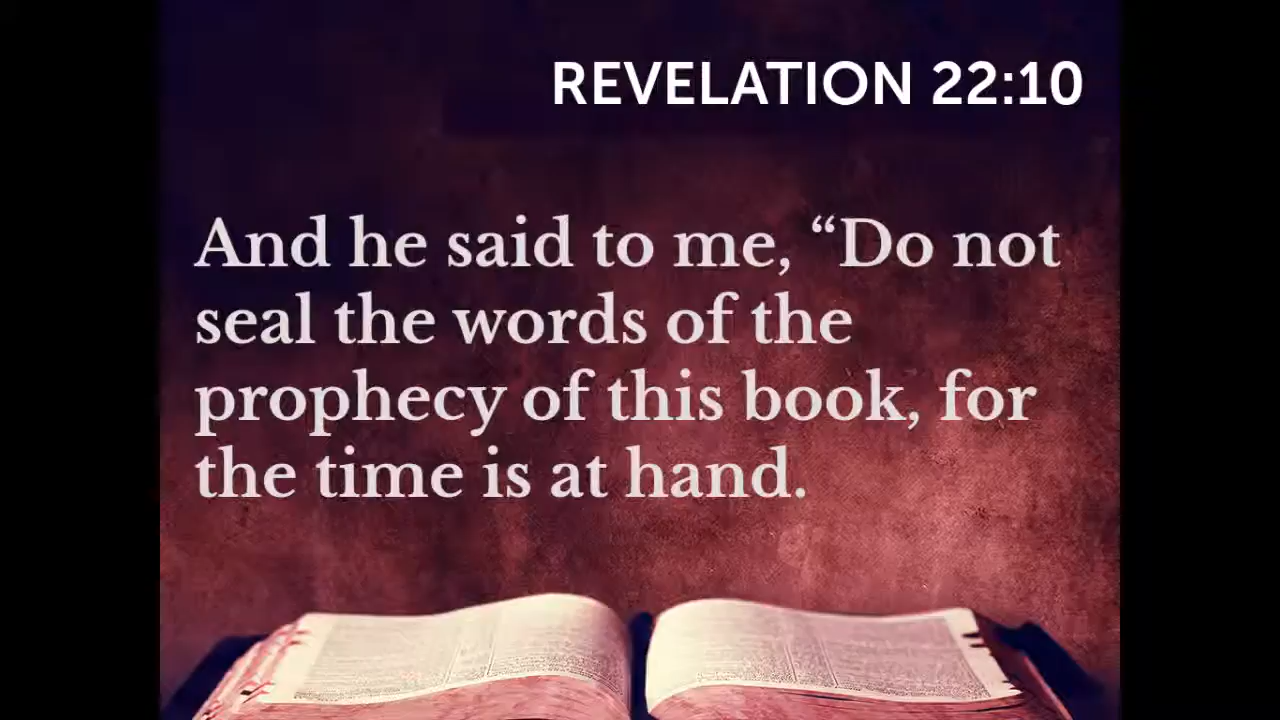 REVELATION 22:10
And he said to me, “Do not
seal the words of the
prophecy of this book, for
the time is at hand.